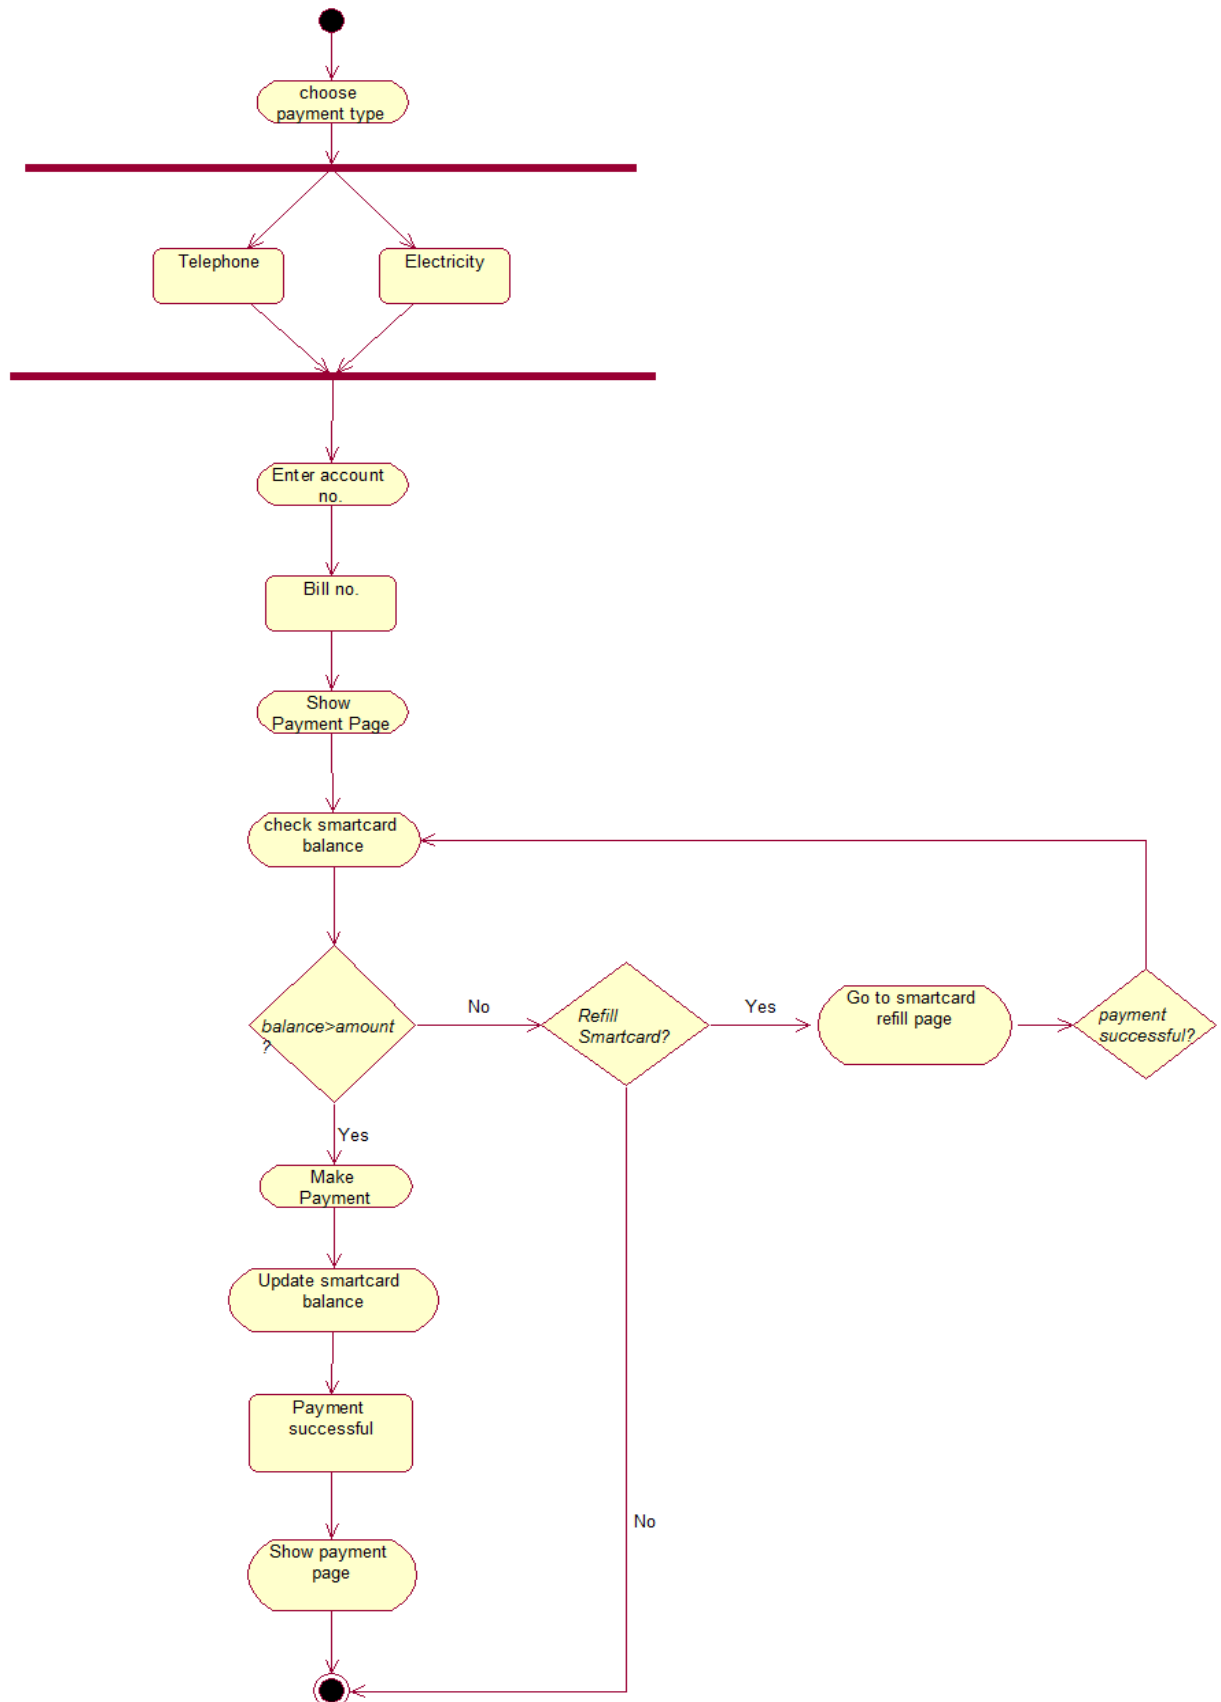 choose
payment type
Telephone
Electricity
Enter account
no.
Bill no.
Show
Payment Page
check smartcard
balance
balance>amount
?
No
Refill
Smartcard?
Yes
Go to smartcard
refill page
payment
successful?
Yes
Make
Payment
Update smartcard
balance
Payment
successful
No
Show payment
page